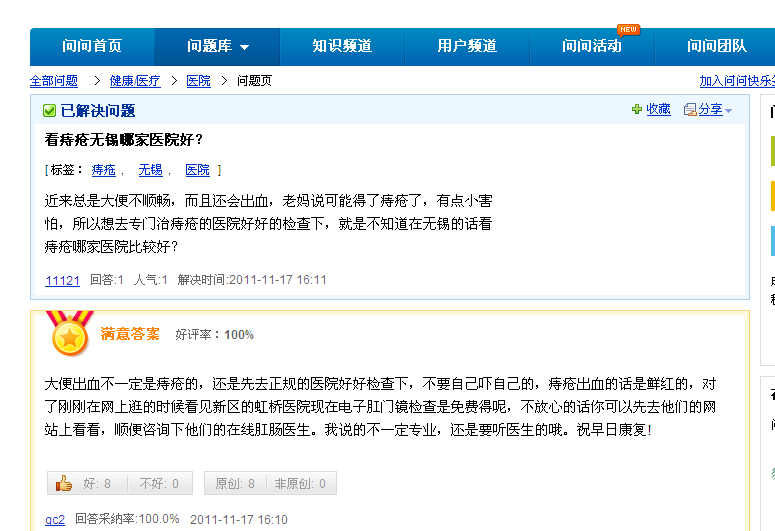 问问首页 问题库 知识频道 用户频道 问问活动 NEW 问问团队
全部问题 > 健康/医疗 > 医院 > 问题页 加入问问快乐
已解决问题 收藏 分享
看痔疮无锡哪家医院好?
[标签： 痔疮, 无锡, 医院 ]
近来总是大便不顺畅，而且还会出血，老妈说可能得了痔疮了，有点小害
怕，所以想去专门治痔疮的医院好好的检查下，就是不知道在无锡的话看
痔疮哪家医院比较好?
11121 回答:1 人气:1 解决时间:2011-11-17 16:11
满意答案 好评率：100%
大便出血不一定是痔疮的，还是先去正规的医院好好检查下，不要自己吓自己的，痔疮出血的话是鲜红的，对
了刚刚在网上逛的时候看见新区的虹桥医院现在电子肛门镜检查是免费得呢，不放心的话你可以先去他们的网
站上看看，顺便咨询下他们的在线肛肠医生。我说的不一定专业，还是要听医生的哦。祝早日康复!
好: 8 不好: 0 原创: 8 非原创: 0
gc2 回答采纳率:100.0% 2011-11-17 16:10